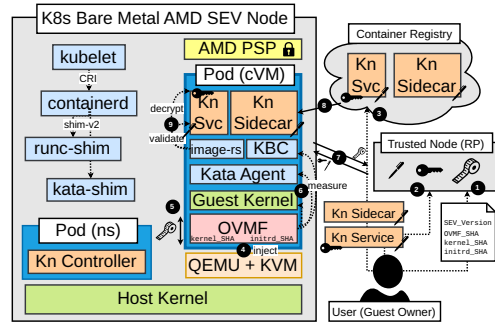 K8s Bare Metal AMD SEV Node
kubelet
CRI
containerd
shim-v2
runc-shim
kata-shim
Pod (ns)
Kn Controller
AMD PSP
Pod (cVM)
Kn
Svc
Kn
Sidecar
decrypt
9
validate
image-rs
KBC
Kata Agent
Guest Kernel
6
measure
5
OVMF
kernel_SHA
initrd_SHA
4
inject
QEMU + KVM
Host Kernel
Container Registry
Kn
Svc
Kn
Sidecar
8
3
7
Trusted Node (RP)
2
1
Kn Sidecar
Kn Service
SEV_Version
OVMF_SHA
kernel_SHA
initrd_SHA
User (Guest Owner)